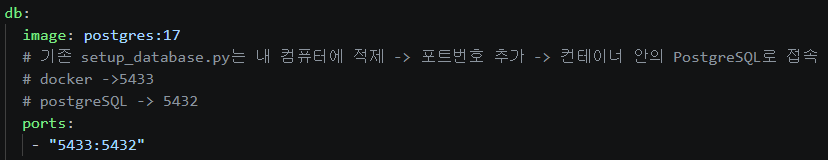 db:
image: postgres:17
# 기존 setup_database.py는 내 컴퓨터에 적제 -> 포트번호 추가 -> 컨테이너 안의 PostgreSQL로 접속
# docker ->5433
# postgreSQL -> 5432
ports:
- "5433:5432"